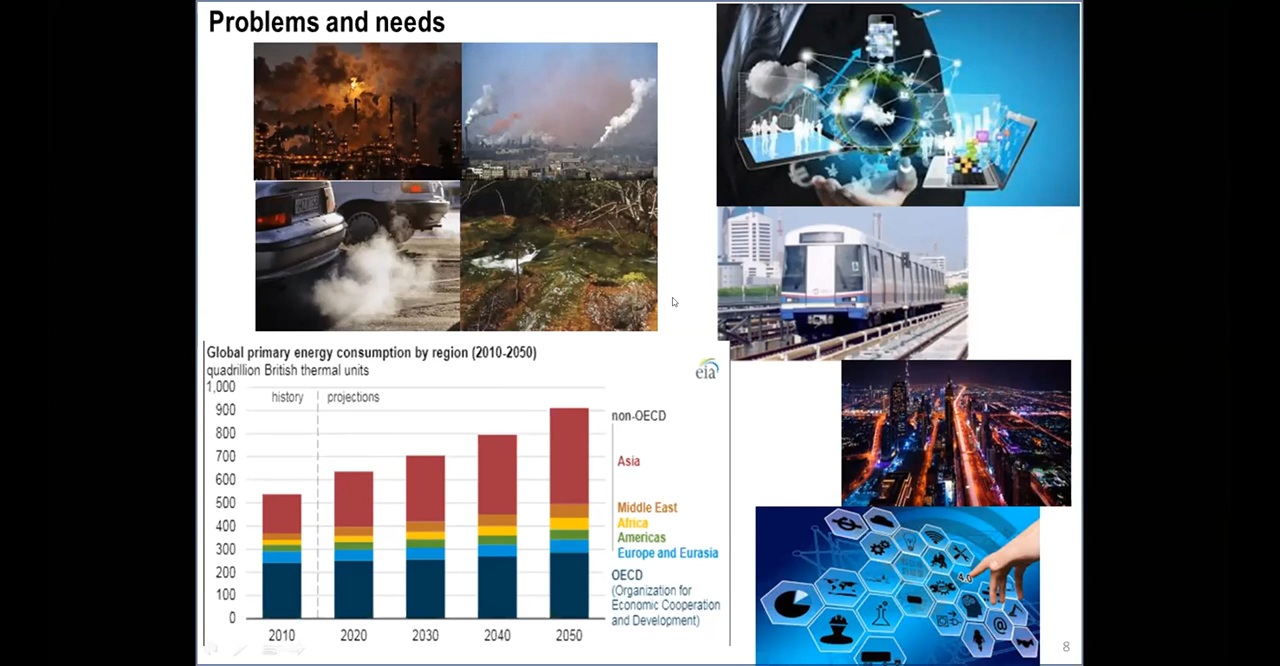 Problems and needs
Global primary energy consumption by region (2010-2050)
quadrillion British thermal units
eia
1,000
900
800
700
600
500
400
300
200
100
0
history
projections
2010
2020
2030
2040
2050
non-OECD
Asia
Middle East
Africa
Americas
Europe and Eurasia
OECD
(Organization for
Economic Cooperation
and Development)
4.0
@
8